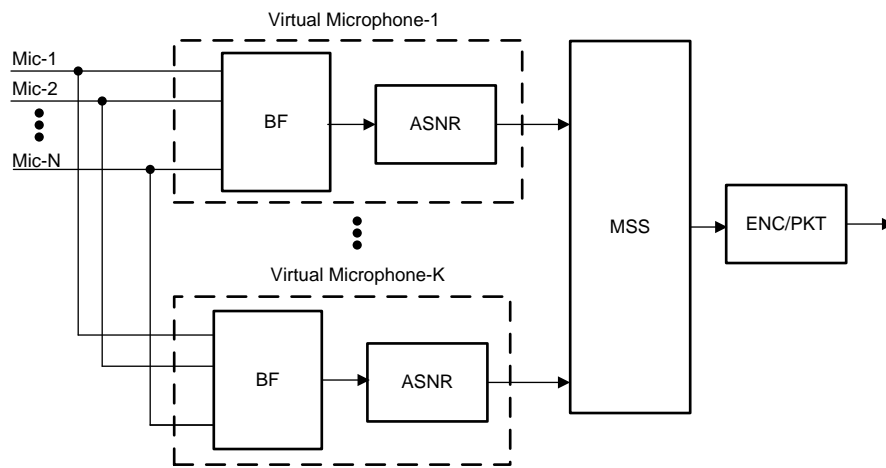 Virtual Microphone-1
Mic-1
Mic-2
Mic-N
BF
ASNR
MSS
ENC/PKT
Virtual Microphone-K
BF
ASNR